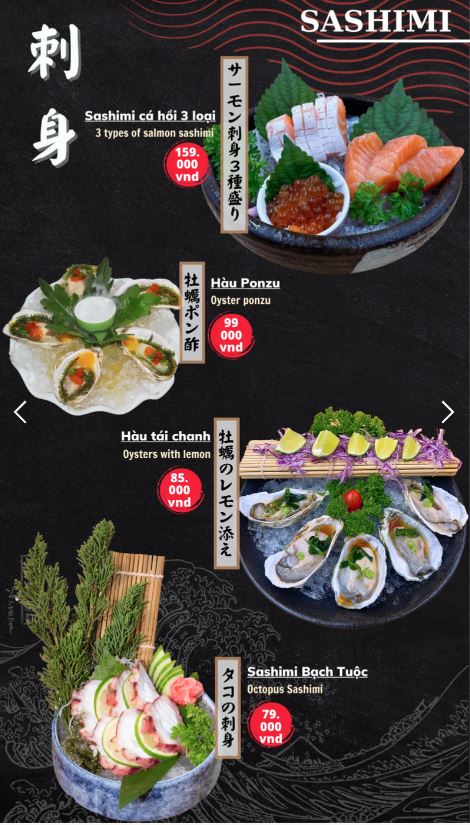 SASHIMI
刺身
Sashimi cá hồi 3 loại
3 types of salmon sashimi
159.
000
vnd
サーモン刺身3種盛り
Hàu Ponzu
Oyster ponzu
99
000
vnd
牡蠣ポン酢
Hàu tái chanh
Oysters with lemon
85.
000
vnd
牡蠣のレモン添え
Sashimi Bạch Tuộc
Octopus Sashimi
79.
000
vnd
タコの刺身